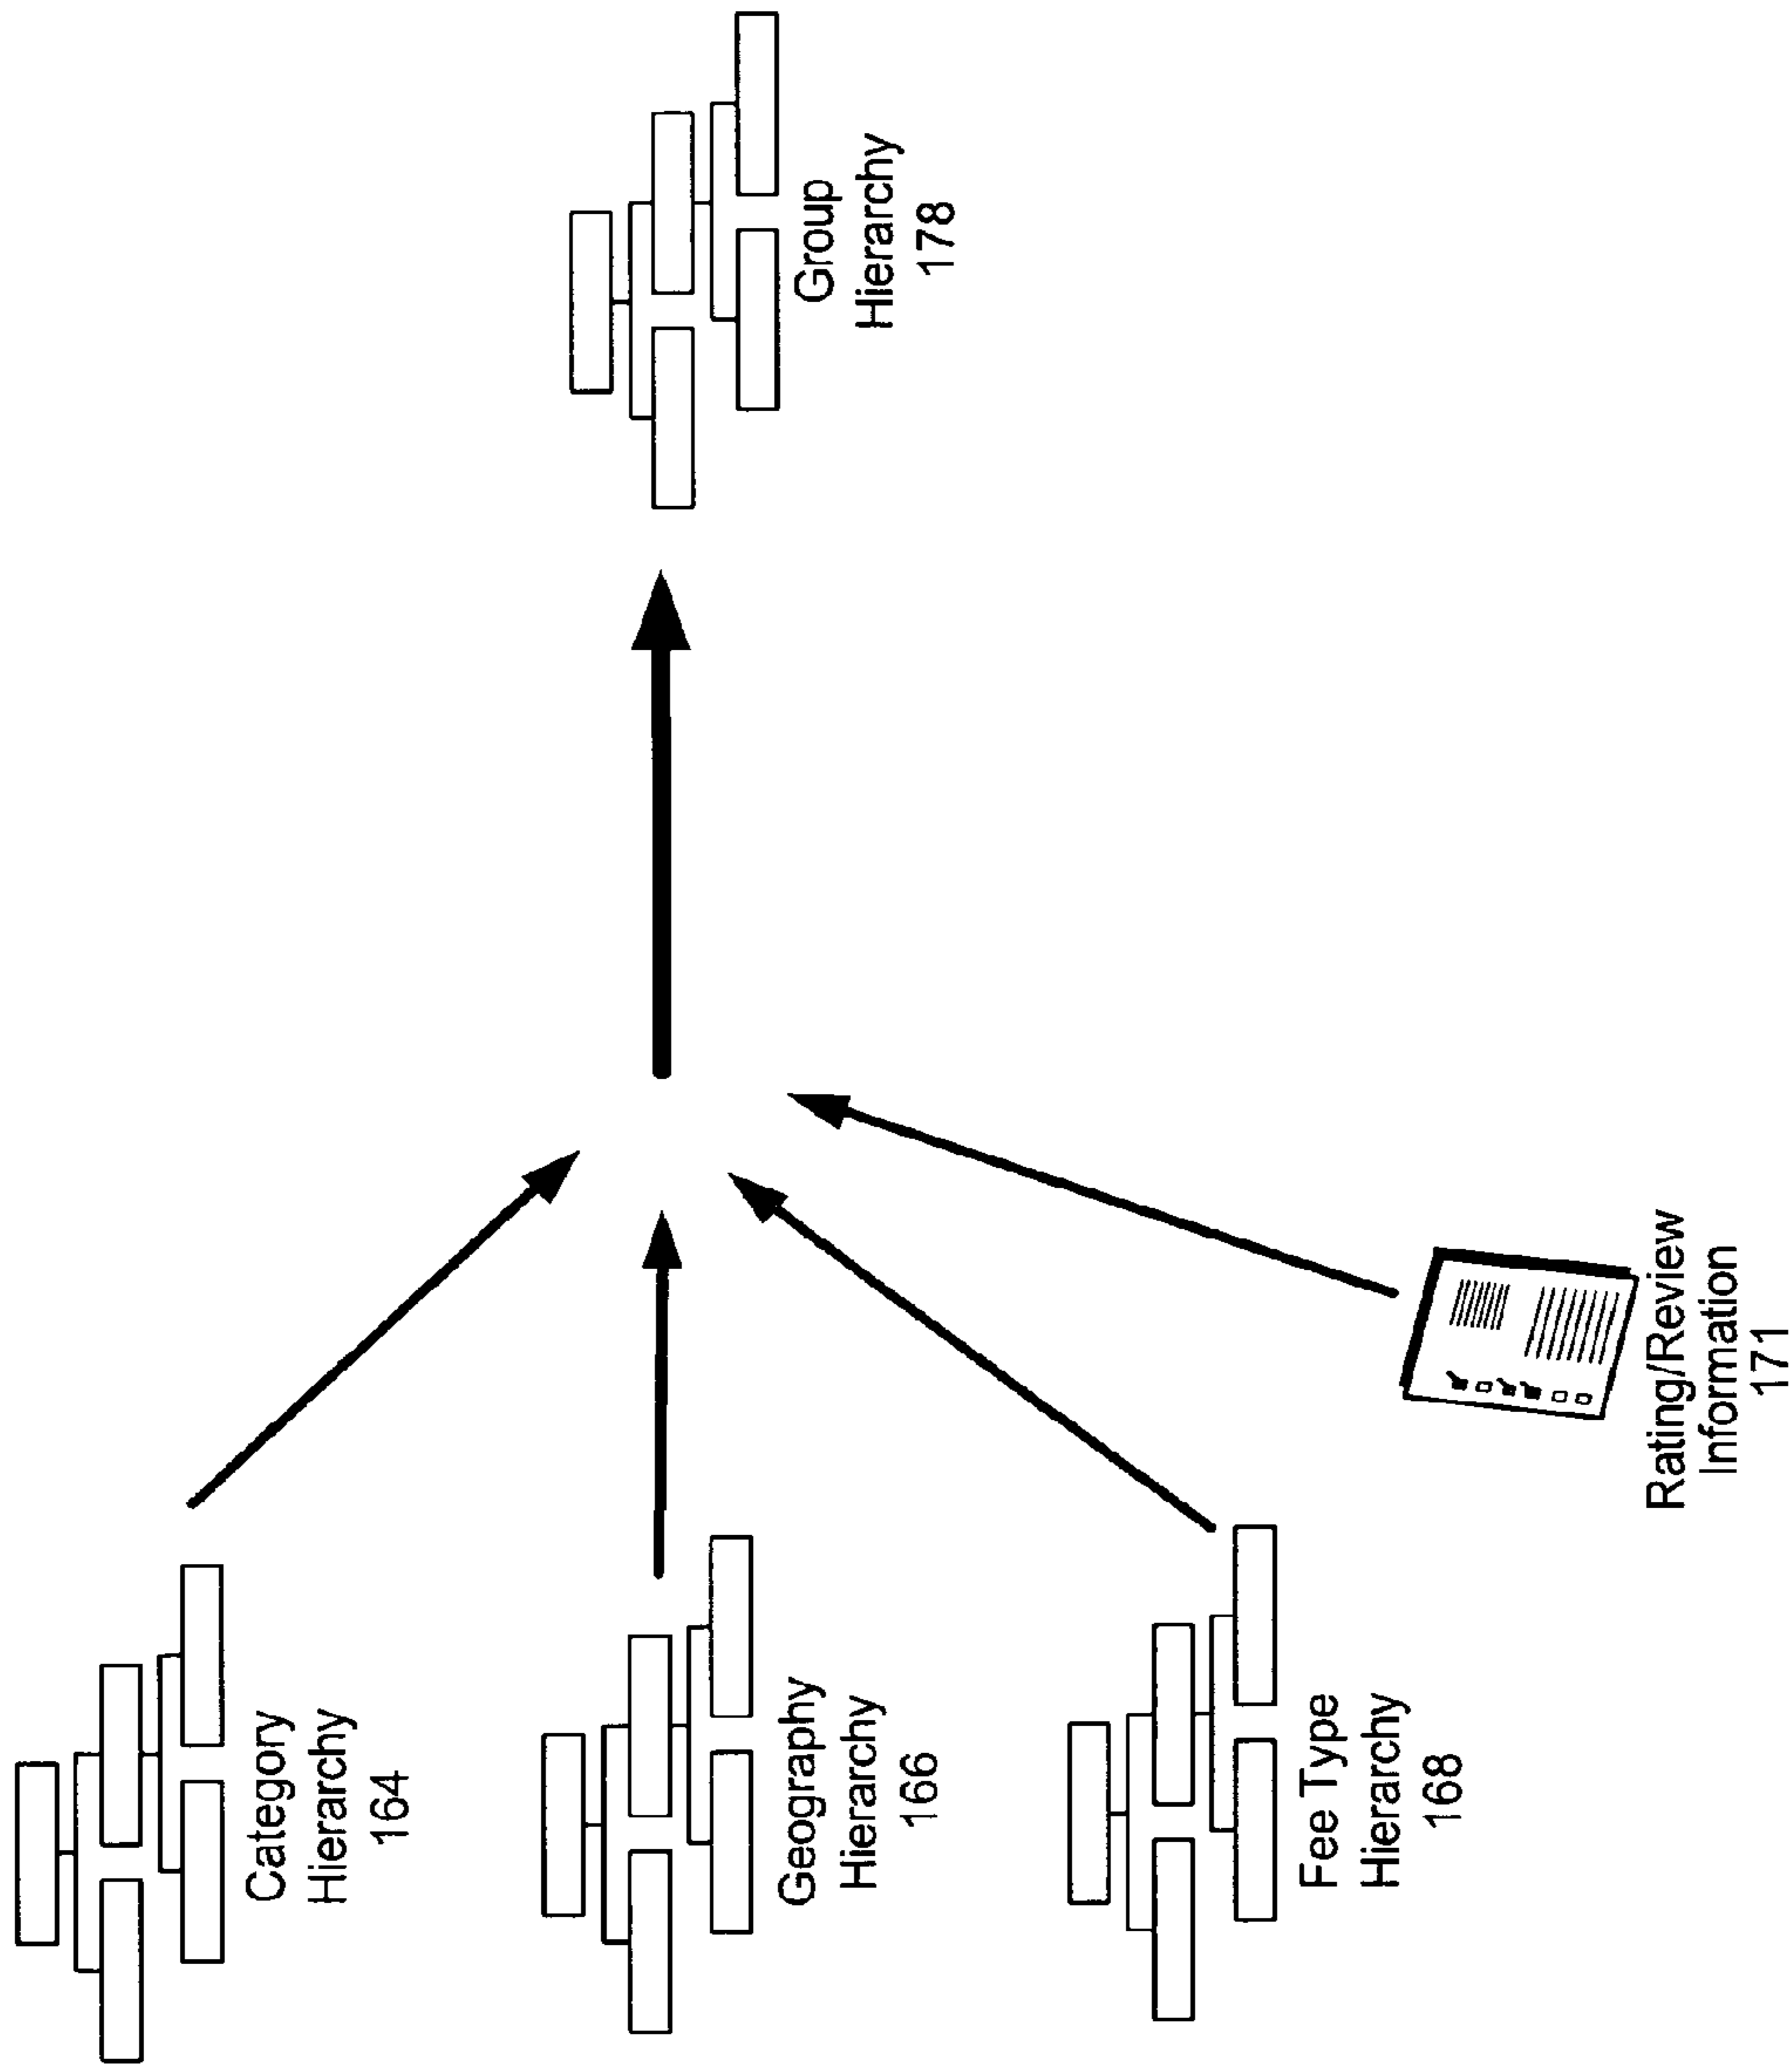 Category
Hierarchy
164
Geography
Hierarchy
166
Fee Type
Hierarchy
168
Rating/Review
Information
171
Group
Hierarchy
178